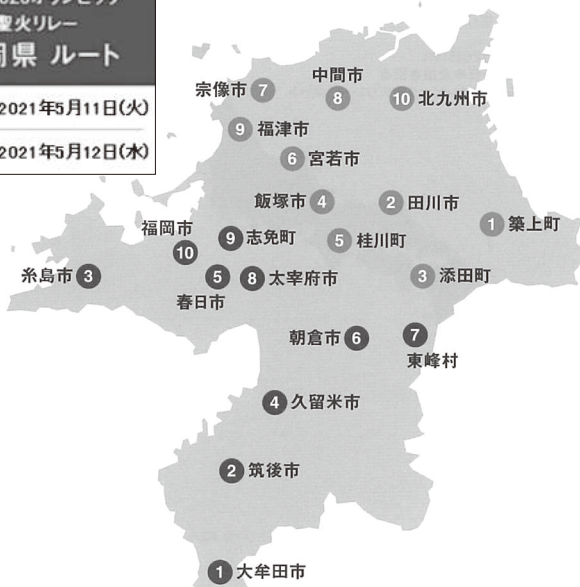 聖火リレー
岡県 ルート
2021年5月11日(火)
2021年5月12日(水)
中間市
8
宗像市 7
10 北九州市
9 福津市
6 宮若市
飯塚市 4
2 田川市
1 築上町
福岡市
10
9 志免町
5 桂川町
糸島市 3
5
春日市
8 太宰府市
3 添田町
朝倉市 6
7
東峰村
4 久留米市
2 筑後市
1 大牟田市